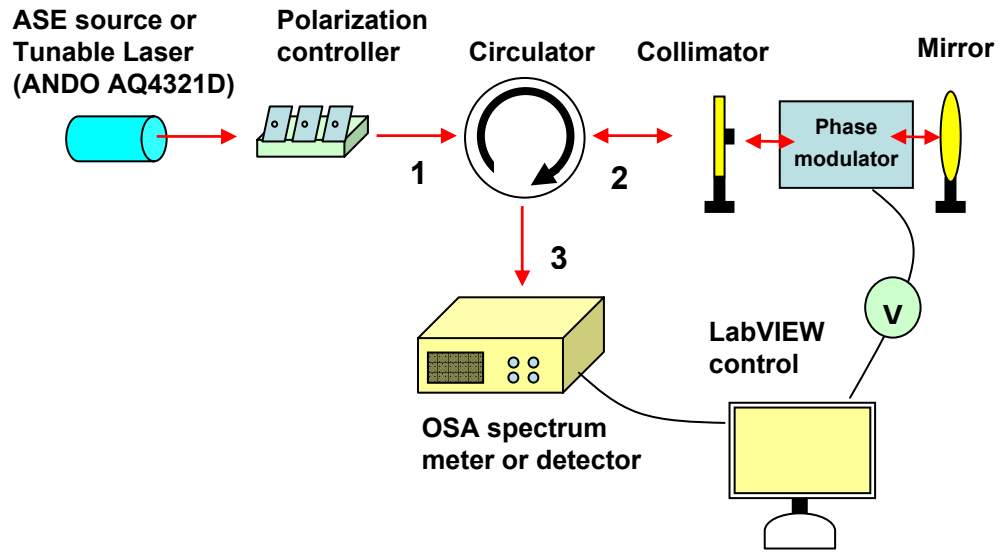 ASE source or
Tunable Laser
(ANDO AQ4321D)
Polarization
controller
Circulator
Collimator
Mirror
Phase
modulator
1
2
3
V
LabVIEW
control
OSA spectrum
meter or detector